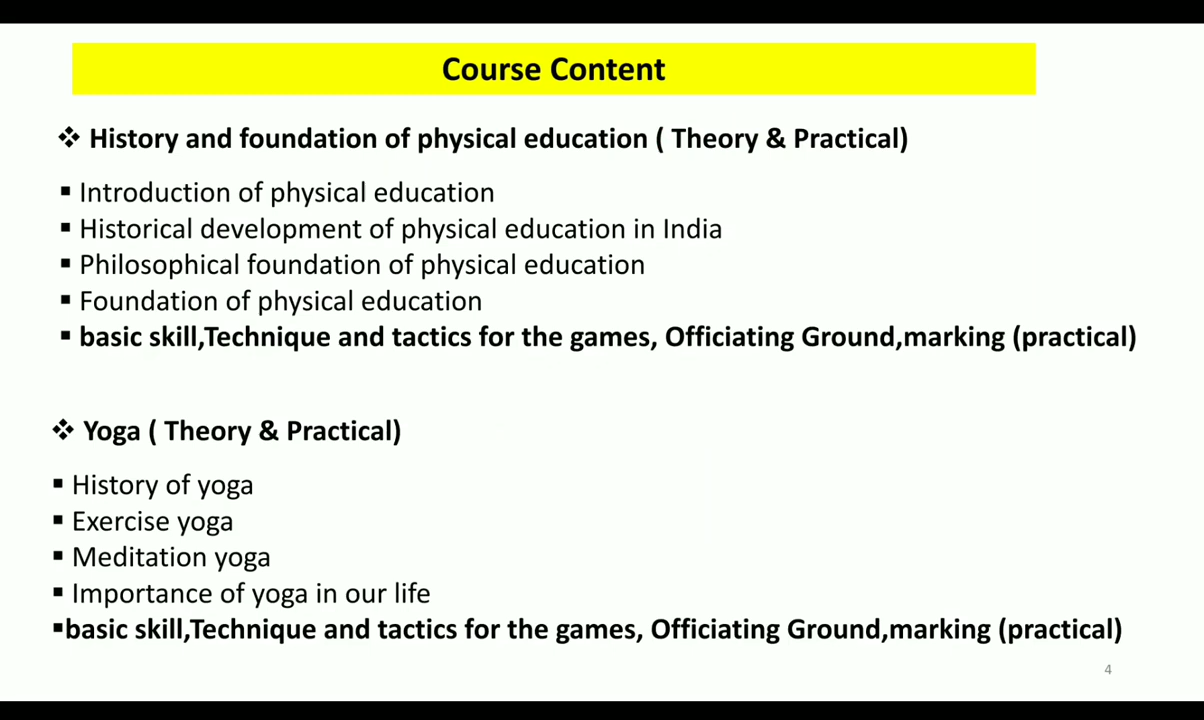 Course Content
❖ History and foundation of physical education ( Theory & Practical)
▪ Introduction of physical education
▪ Historical development of physical education in India
▪ Philosophical foundation of physical education
▪ Foundation of physical education
▪ basic skill,Technique and tactics for the games, Officiating Ground,marking (practical)
❖ Yoga ( Theory & Practical)
▪ History of yoga
▪ Exercise yoga
▪ Meditation yoga
▪ Importance of yoga in our life
▪basic skill,Technique and tactics for the games, Officiating Ground,marking (practical)
4